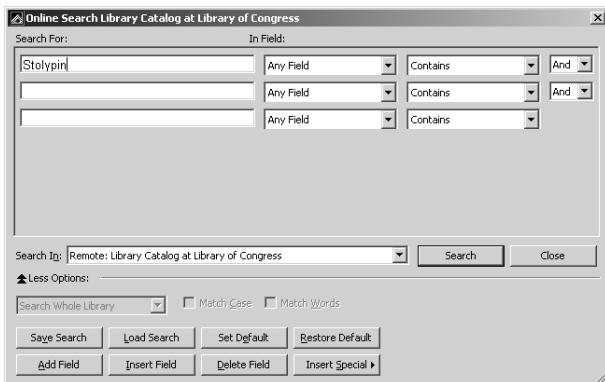 Online Search Library Catalog at Library of Congress
Search For: In Field:
Stolypin Any Field Contains And
Any Field Contains And
Any Field Contains
Search In: Remote: Library Catalog at Library of Congress Search Close
Less Options:
Search Whole Library Match Case Match Words
Save Search Load Search Set Default Restore Default
Add Field Insert Field Delete Field Insert Special